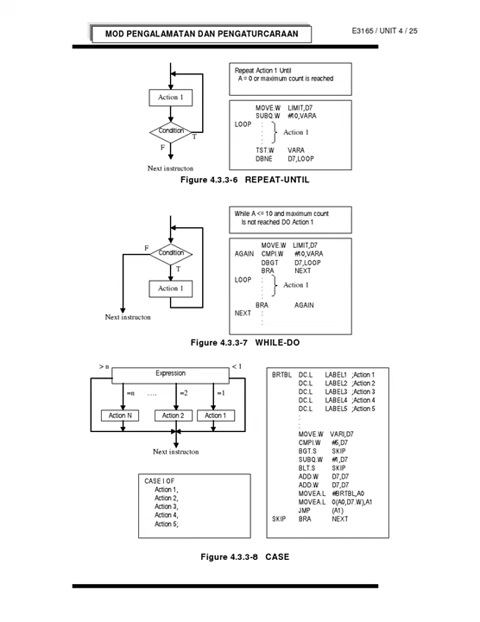 MOD PENGALAMATAN DAN PENGATURCARAAN
E3165 / UNIT 4 / 25
Action 1
Condition
T
F
Next instructon
Repeat Action 1 Until
A = 0 or maximum count is reached
MOVE.W LIMIT,D7
SUBQ.W #10,VARA
LOOP :
:
: Action 1
:
TST.W VARA
DBNE D7,LOOP
Figure 4.3.3-6 REPEAT-UNTIL
F
Condition
T
Action 1
Next instructon
While A <= 10 and maximum count
Is not reached DO Action 1
MOVE.W LIMIT,D7
AGAIN CMPI.W #10,VARA
DBGT D7,LOOP
BRA NEXT
LOOP :
: Action 1
:
BRA AGAIN
NEXT :
:
Figure 4.3.3-7 WHILE-DO
> n
< 1
Expression
=n .... =2 =1
Action N Action 2 Action 1
Next instructon
CASE I OF
Action 1,
Action 2,
Action 3,
Action 4,
Action 5;
BRTBL DC.L LABEL1 ;Action 1
DC.L LABEL2 ;Action 2
DC.L LABEL3 ;Action 3
DC.L LABEL4 ;Action 4
DC.L LABEL5 ;Action 5
:
:
MOVE.W VARI,D7
CMPI.W #5,D7
BGT.S SKIP
SUBQ.W #1,D7
BLT.S SKIP
ADD.W D7,D7
ADD.W D7,D7
MOVEA.L #BRTBL,A0
MOVEA.L 0(A0,D7.W),A1
JMP (A1)
SKIP BRA NEXT
Figure 4.3.3-8 CASE